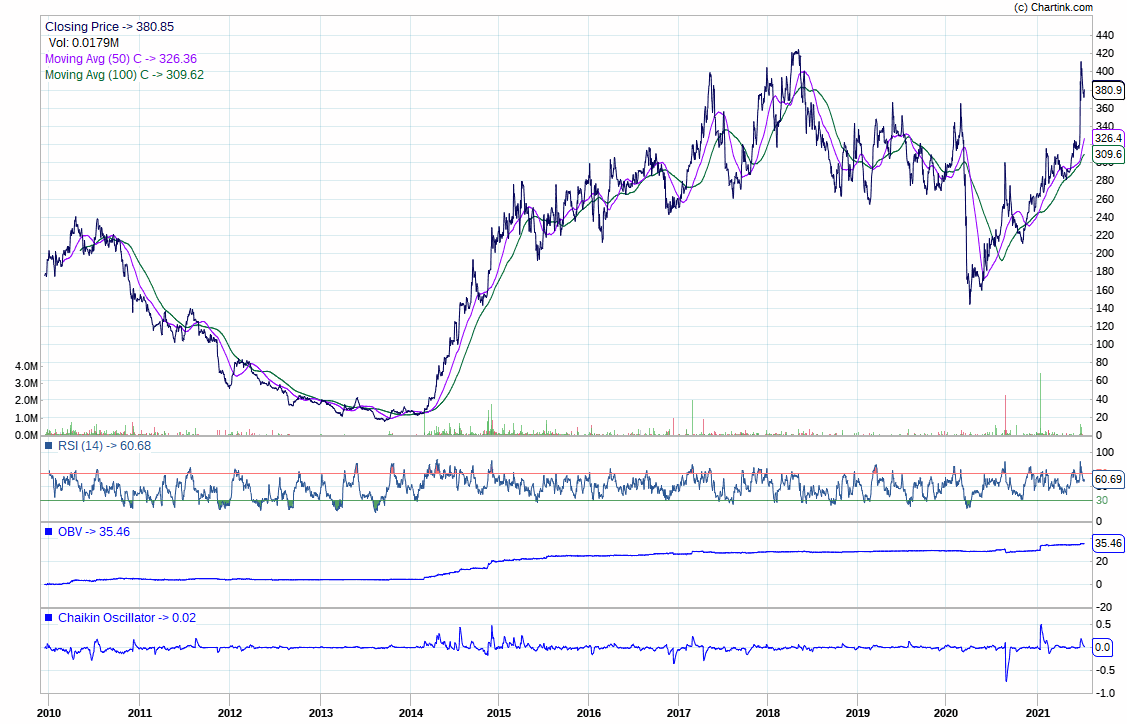 (c) Chartink.com
Closing Price -> 380.85
Vol: 0.0179M
Moving Avg (50) C -> 326.36
Moving Avg (100) C -> 309.62
440
420
400
380.9
360
340
326.4
309.6
280
260
240
220
200
180
160
140
120
100
80
60
40
20
0
4.0M
3.0M
2.0M
1.0M
0.0M
RSI (14) -> 60.68
100
60.69
30
0
OBV -> 35.46
35.46
20
0
-20
Chaikin Oscillator -> 0.02
0.5
0.0
-0.5
-1.0
2010 2011 2012 2013 2014 2015 2016 2017 2018 2019 2020 2021